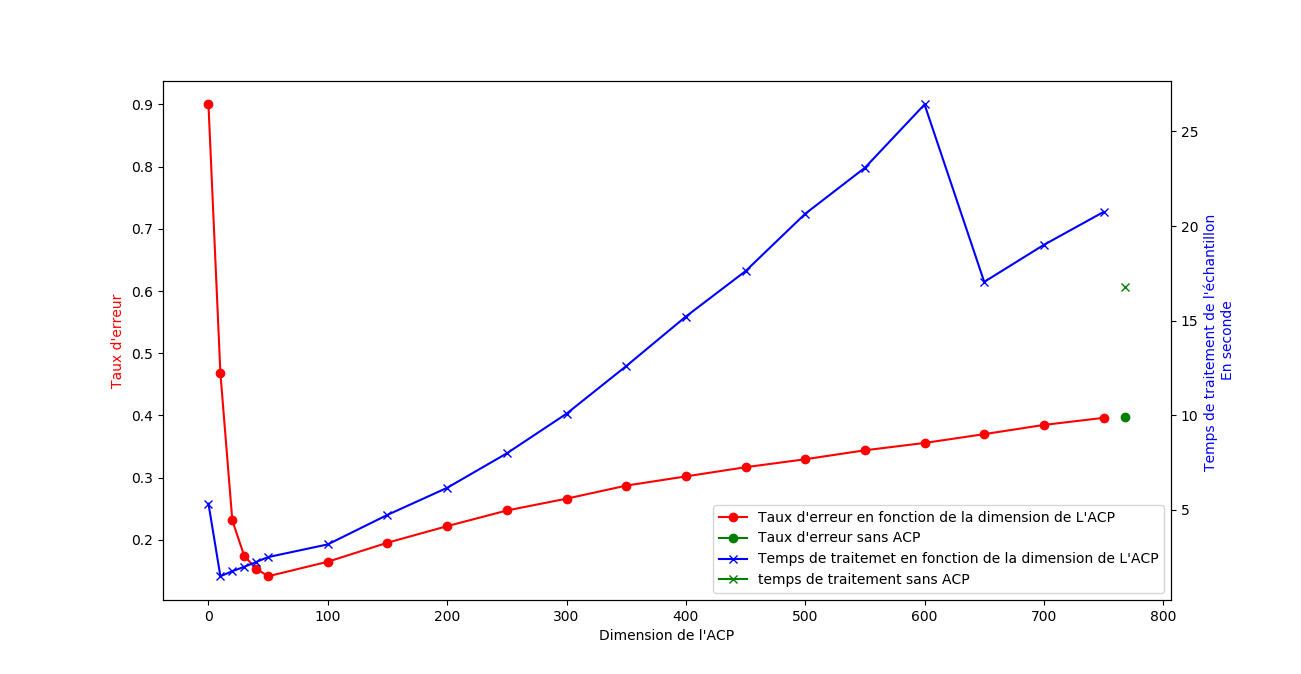 0.9
0.8
0.7
0.6
0.5
0.4
0.3
0.2
Taux d'erreur
25
20
15
10
5
Temps de traitement de l'échantillon
En seconde
Taux d'erreur en fonction de la dimension de L'ACP
Taux d'erreur sans ACP
Temps de traitemet en fonction de la dimension de L'ACP
temps de traitement sans ACP
0 100 200 300 400 500 600 700 800
Dimension de l'ACP